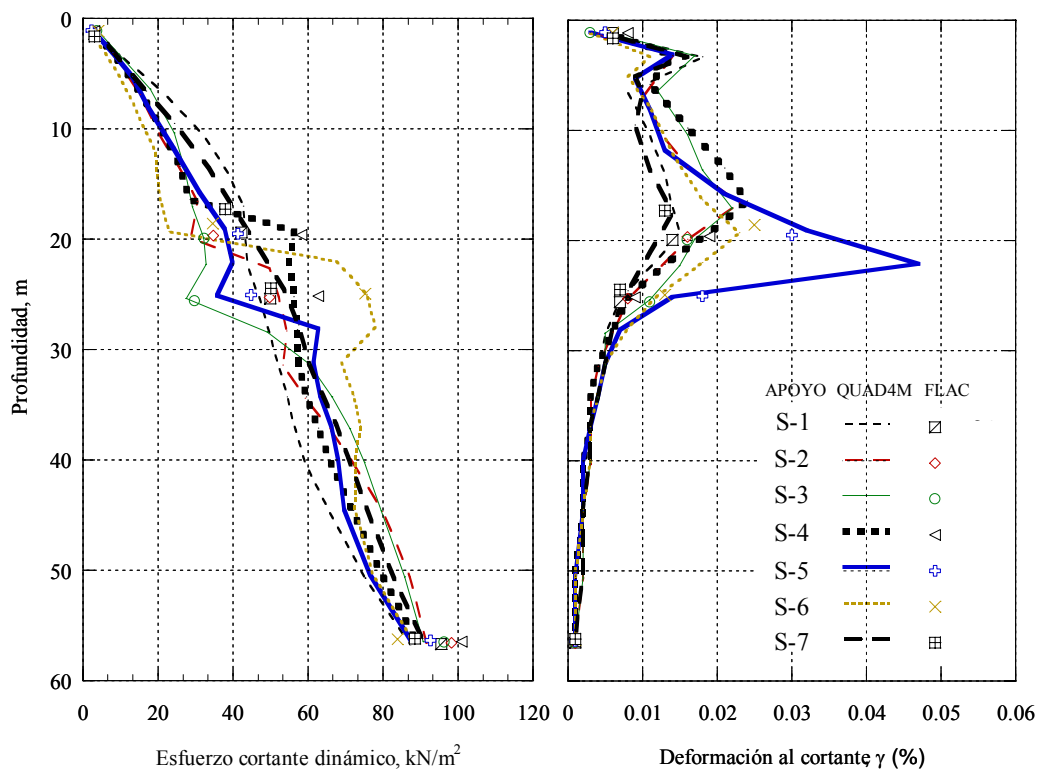 0
10
20
30
40
50
60
Profundidad, m
0 20 40 60 80 100 120
Esfuerzo cortante dinámico, kN/m²
0 0.01 0.02 0.03 0.04 0.05 0.06
Deformación al cortante γ (%)
APOYO QUAD4M FLAC
S-1
S-2
S-3
S-4
S-5
S-6
S-7